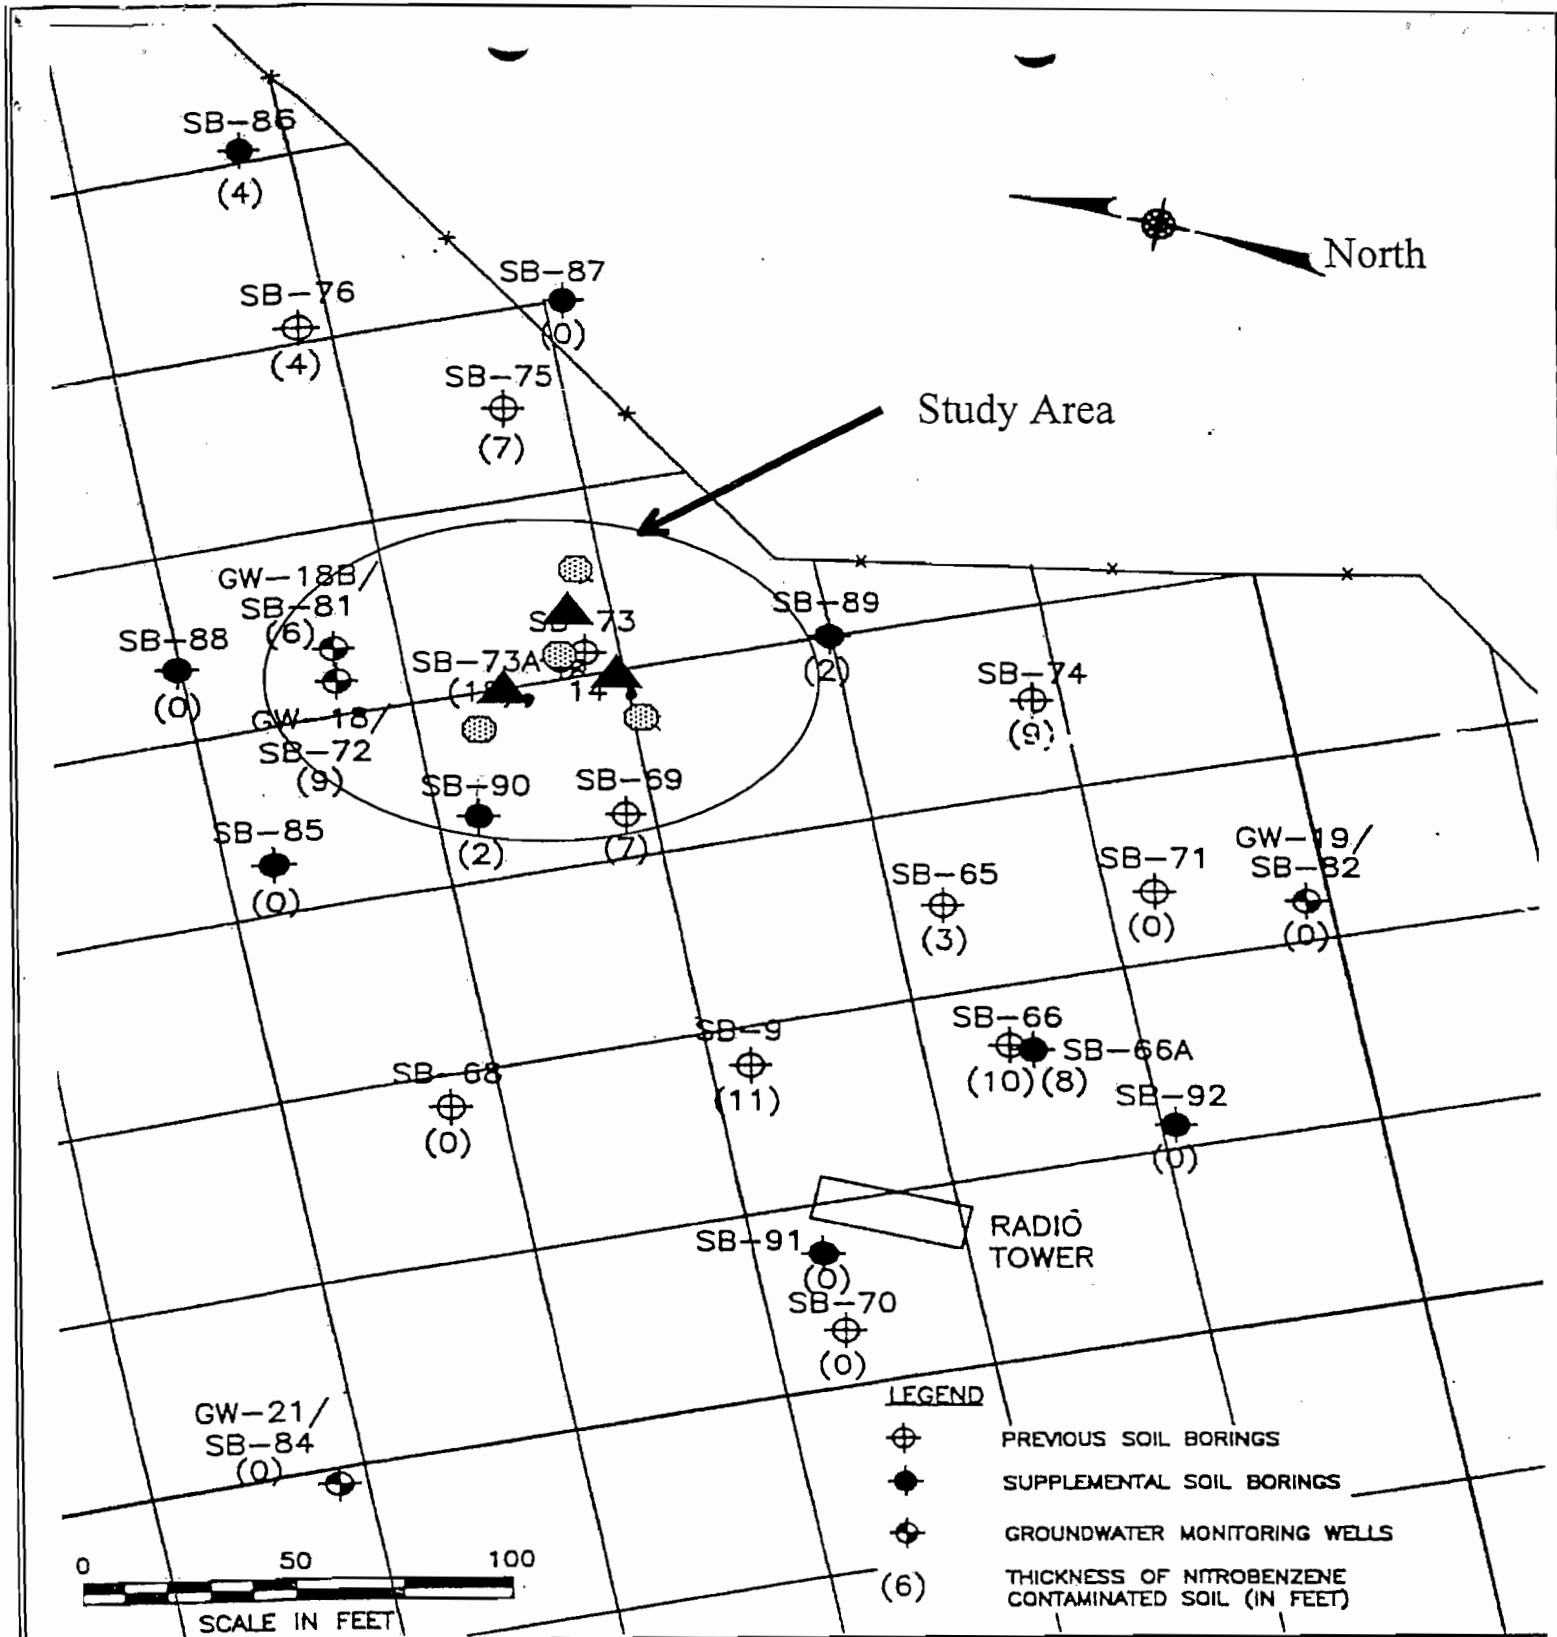 SB-86
(4)
North
SB-87
(0)
SB-76
(4)
SB-75
(7)
Study Area
GW-18B/
SB-81
(6)
SB-88
(0)
SB-73
SB-73A
14
SB-89
(2)
SB-74
(9)
GW-18/
SB-72
(9)
SB-90
(2)
SB-69
(7)
SB-85
(0)
SB-65
(3)
SB-71
(0)
GW-19/
SB-82
(0)
SB-66
(10)
SB-66A
(8)
SB-9
(11)
SB-68
(0)
SB-92
(0)
RADIO
TOWER
SB-91
(0)
SB-70
(0)
GW-21/
SB-84
(0)
LEGEND
PREVIOUS SOIL BORINGS
SUPPLEMENTAL SOIL BORINGS
GROUNDWATER MONITORING WELLS
(6) THICKNESS OF NITROBENZENE
CONTAMINATED SOIL (IN FEET)
0 50 100
SCALE IN FEET